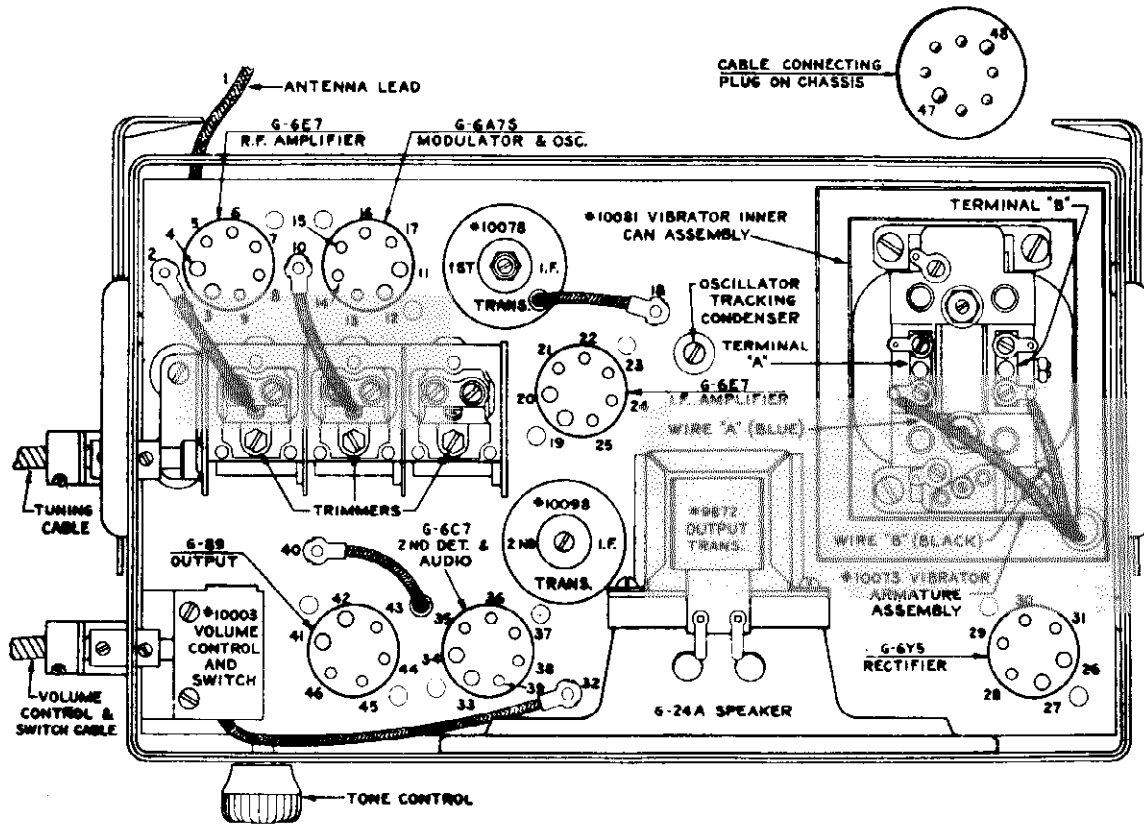 48
CABLE CONNECTING
PLUG ON CHASSIS
47
1
ANTENNA LEAD
G-6E7
R.F. AMPLIFIER
G-6A7S
MODULATOR & OSC.
TERMINAL "B"
*10081 VIBRATOR INNER
CAN ASSEMBLY
2
4
5
6
7
8
9
3
10
15
16
17
11
12
13
14
*10078
1ST I.F.
TRANS.
18
OSCILLATOR
TRACKING
CONDENSER
TERMINAL
"A"
21
22
23
20
24
19
25
G-6E7
I.F. AMPLIFIER
WIRE "A" (BLUE)
TUNING
CABLE
TRIMMERS
*10098
2ND I.F.
TRANS.
*9872
OUTPUT
TRANS.
WIRE "B" (BLACK)
*10073 VIBRATOR
ARMATURE
ASSEMBLY
G-89
OUTPUT
40
G-6C7
2ND DET. &
AUDIO
43
42
41
44
46
45
35
36
37
34
38
39
33
32
30
31
29
26
28
27
G-6Y5
RECTIFIER
*10003
VOLUME
CONTROL
AND
SWITCH
VOLUME
CONTROL &
SWITCH CABLE
G-24A SPEAKER
TONE CONTROL